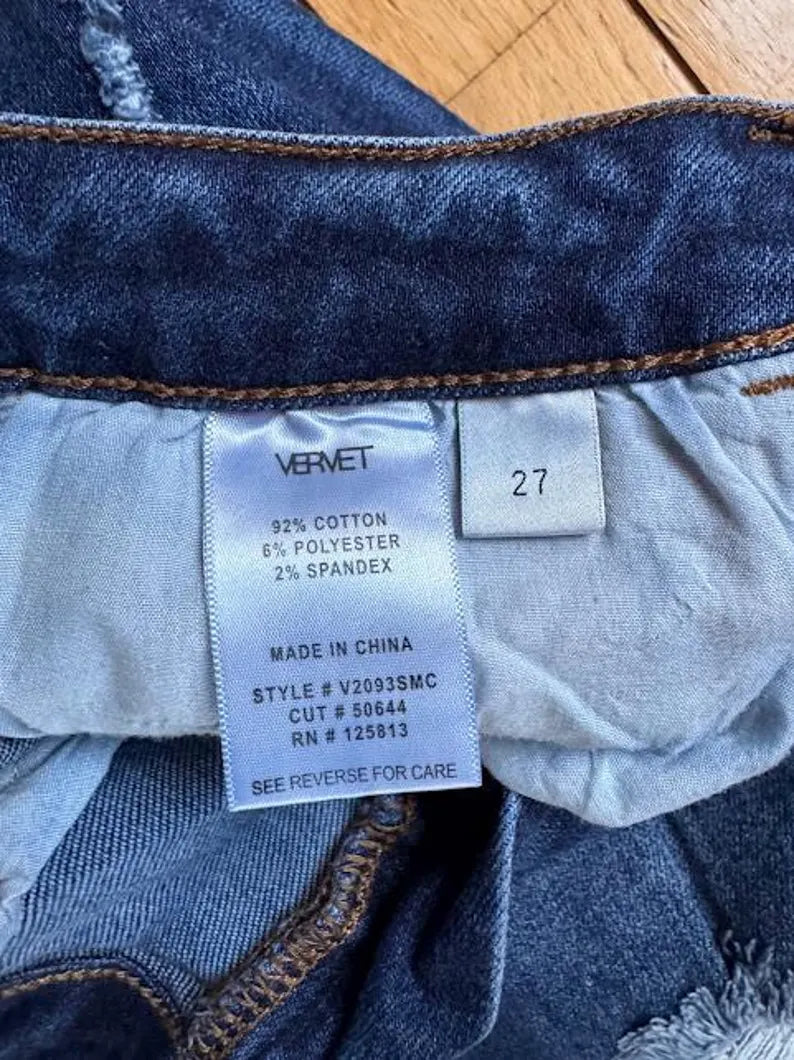 VERVET
92% COTTON
6% POLYESTER
2% SPANDEX
MADE IN CHINA
STYLE # V2093SMC
CUT # 50644
RN # 125813
SEE REVERSE FOR CARE
27